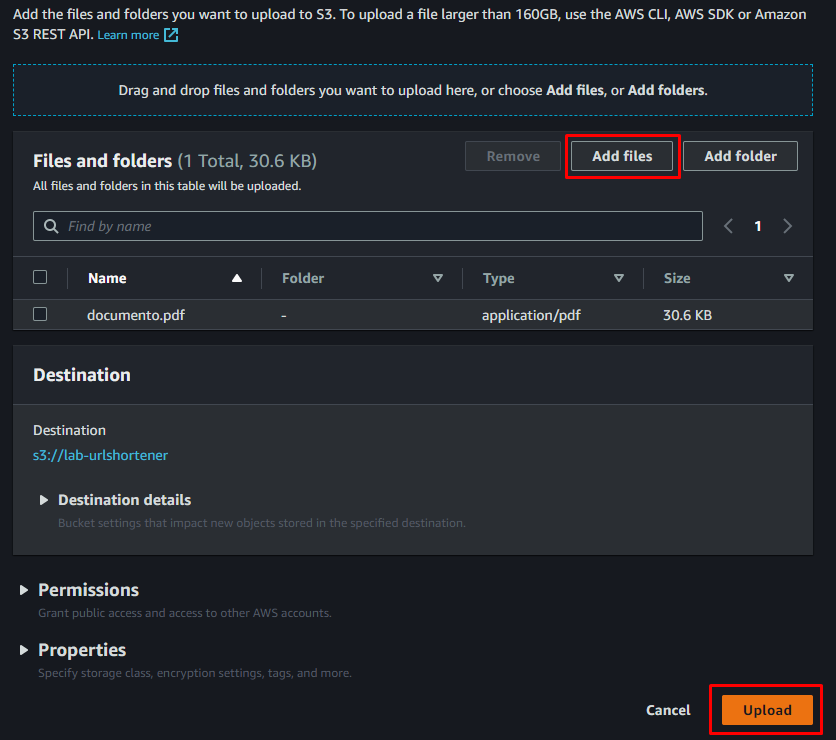 Add the files and folders you want to upload to S3. To upload a file larger than 160GB, use the AWS CLI, AWS SDK or Amazon
S3 REST API. Learn more
Drag and drop files and folders you want to upload here, or choose Add files, or Add folders.
Files and folders (1 Total, 30.6 KB)
Remove
Add files
Add folder
All files and folders in this table will be uploaded.
Find by name
1
Name
Folder
Type
Size
documento.pdf
-
application/pdf
30.6 KB
Destination
Destination
s3://lab-urlshortener
Destination details
Bucket settings that impact new objects stored in the specified destination.
Permissions
Grant public access and access to other AWS accounts.
Properties
Specify storage class, encryption settings, tags, and more.
Cancel
Upload